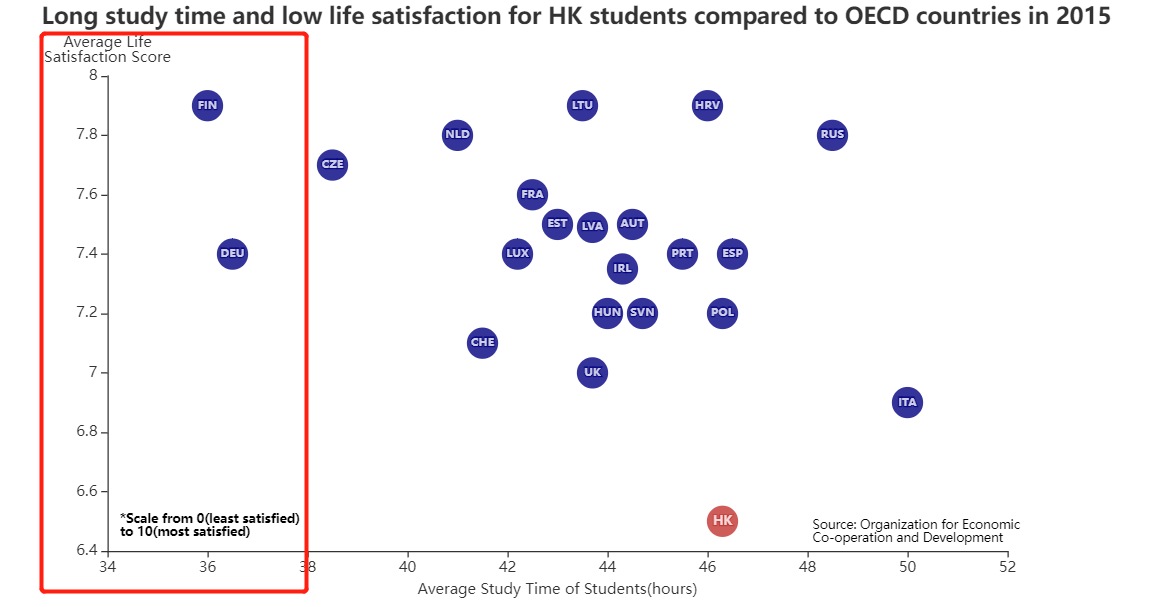 Long study time and low life satisfaction for HK students compared to OECD countries in 2015
Average Life
Satisfaction Score
8
FIN
LTU
HRV
7.8
NLD
RUS
CZE
7.6
FRA
EST
LVA
AUT
7.4
DEU
LUX
IRL
PRT
ESP
7.2
HUN
SVN
POL
CHE
7
UK
ITA
6.8
6.6
*Scale from 0(least satisfied)
to 10(most satisfied)
HK
Source: Organization for Economic
Co-operation and Development
6.4
34
36
38
40
42
44
46
48
50
52
Average Study Time of Students(hours)